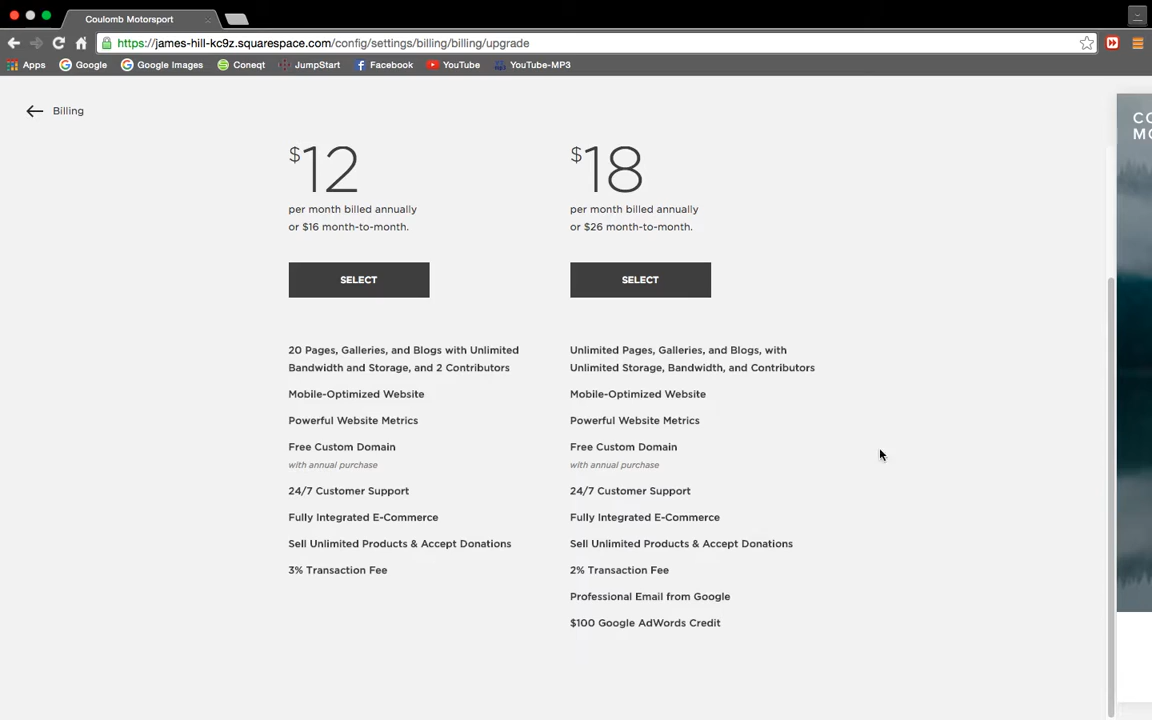 Coulomb Motorsport
https://james-hill-kc9z.squarespace.com/config/settings/billing/billing/upgrade
Apps Google Google Images Coneqt JumpStart Facebook YouTube YouTube-MP3
Billing
CO
MO
$12 $18
per month billed annually per month billed annually
or $16 month-to-month. or $26 month-to-month.
SELECT SELECT
20 Pages, Galleries, and Blogs with Unlimited
Bandwidth and Storage, and 2 Contributors
Mobile-Optimized Website
Powerful Website Metrics
Free Custom Domain
with annual purchase
24/7 Customer Support
Fully Integrated E-Commerce
Sell Unlimited Products & Accept Donations
3% Transaction Fee
Unlimited Pages, Galleries, and Blogs, with
Unlimited Storage, Bandwidth, and Contributors
Mobile-Optimized Website
Powerful Website Metrics
Free Custom Domain
with annual purchase
24/7 Customer Support
Fully Integrated E-Commerce
Sell Unlimited Products & Accept Donations
2% Transaction Fee
Professional Email from Google
$100 Google AdWords Credit